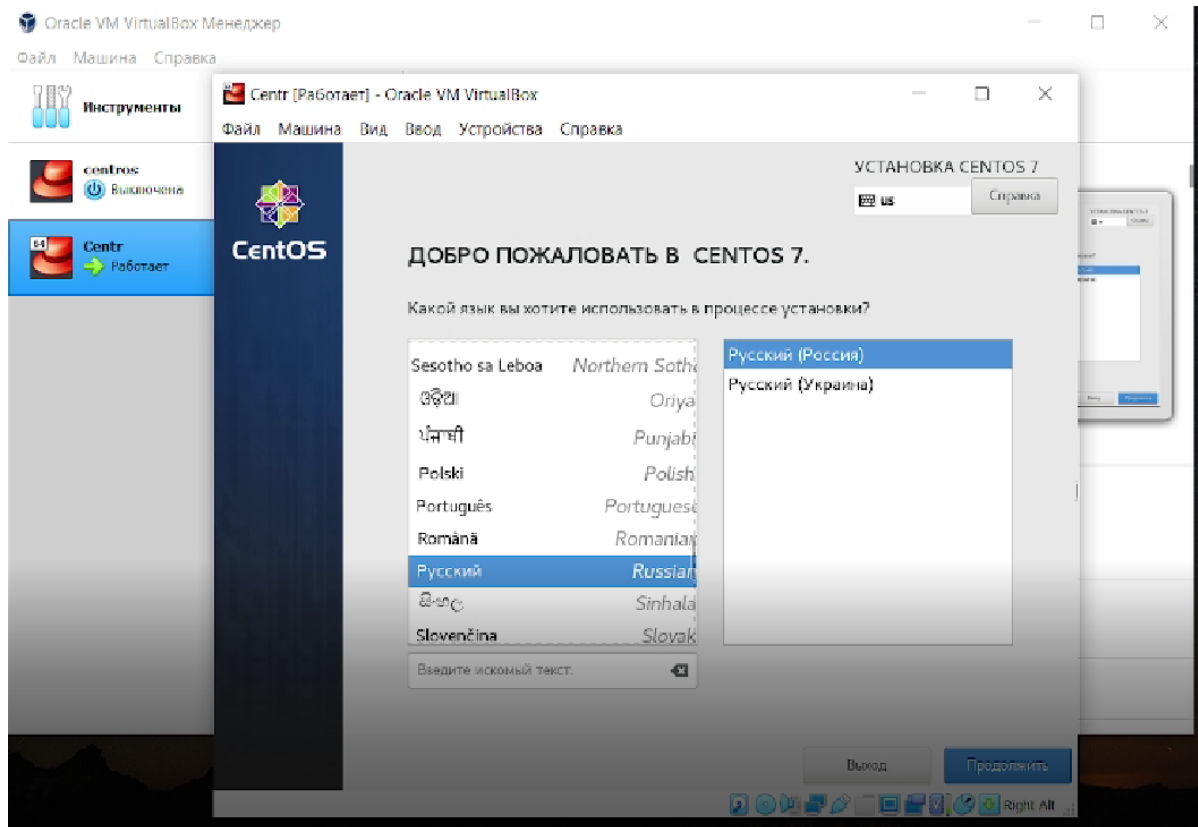 Oracle VM VirtualBox Менеджер
Файл Машина Справка
Инструменты
centros
Выключена
64
Centr
Работает
Centr [Работает] - Oracle VM VirtualBox
Файл Машина Вид Ввод Устройства Справка
CentOS
УСТАНОВКА CENTOS 7
us
Справка
ДОБРО ПОЖАЛОВАТЬ В CENTOS 7.
Какой язык вы хотите использовать в процессе установки?
Sesotho sa Leboa Northern Sotho
ଓଡ଼ିଆ Oriya
ਪੰਜਾਬੀ Punjabi
Polski Polish
Português Portuguese
Română Romanian
Русский Russian
සිංහල Sinhala
Slovenčina Slovak
Русский (Россия)
Русский (Украина)
Введите искомый текст.
Выход
Продолжить
Right Alt